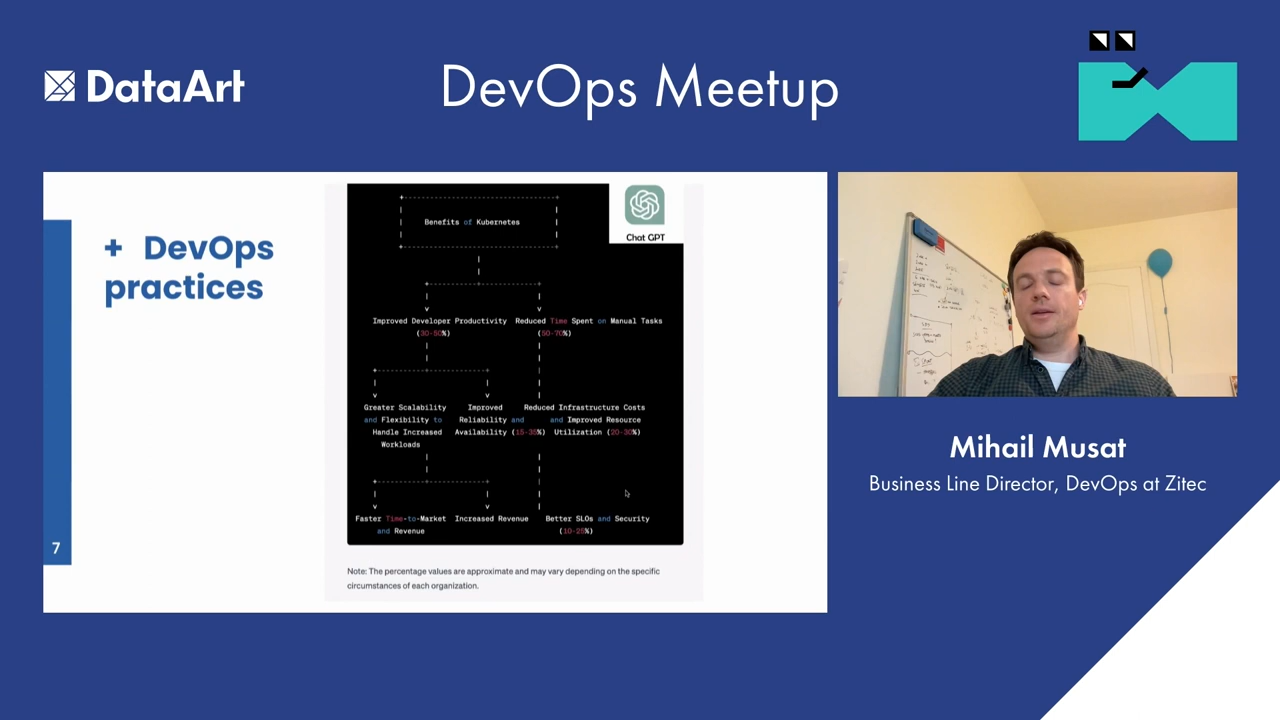 DataArt
DevOps Meetup
+ DevOps
practices
7
Chat GPT
Benefits of Kubernetes
Improved Developer Productivity
(30-50%)
Reduced Time Spent on Manual Tasks
(50-70%)
Greater Scalability
and Flexibility to
Handle Increased
Workloads
Improved
Reliability and
Availability (15-35%)
Reduced Infrastructure Costs
and Improved Resource
Utilization (20-30%)
Faster Time-to-Market
and Revenue
Increased Revenue
Better SLOs and Security
(10-25%)
Note: The percentage values are approximate and may vary depending on the specific
circumstances of each organization.
Mihail Musat
Business Line Director, DevOps at Zitec